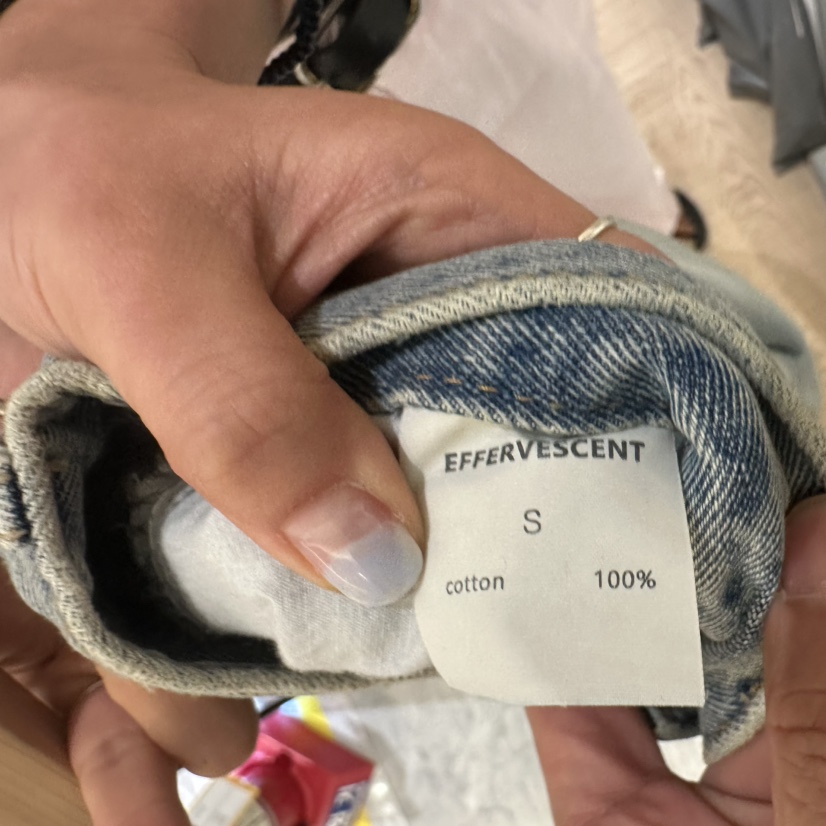 EFFERVESCENT
S
cotton 100%